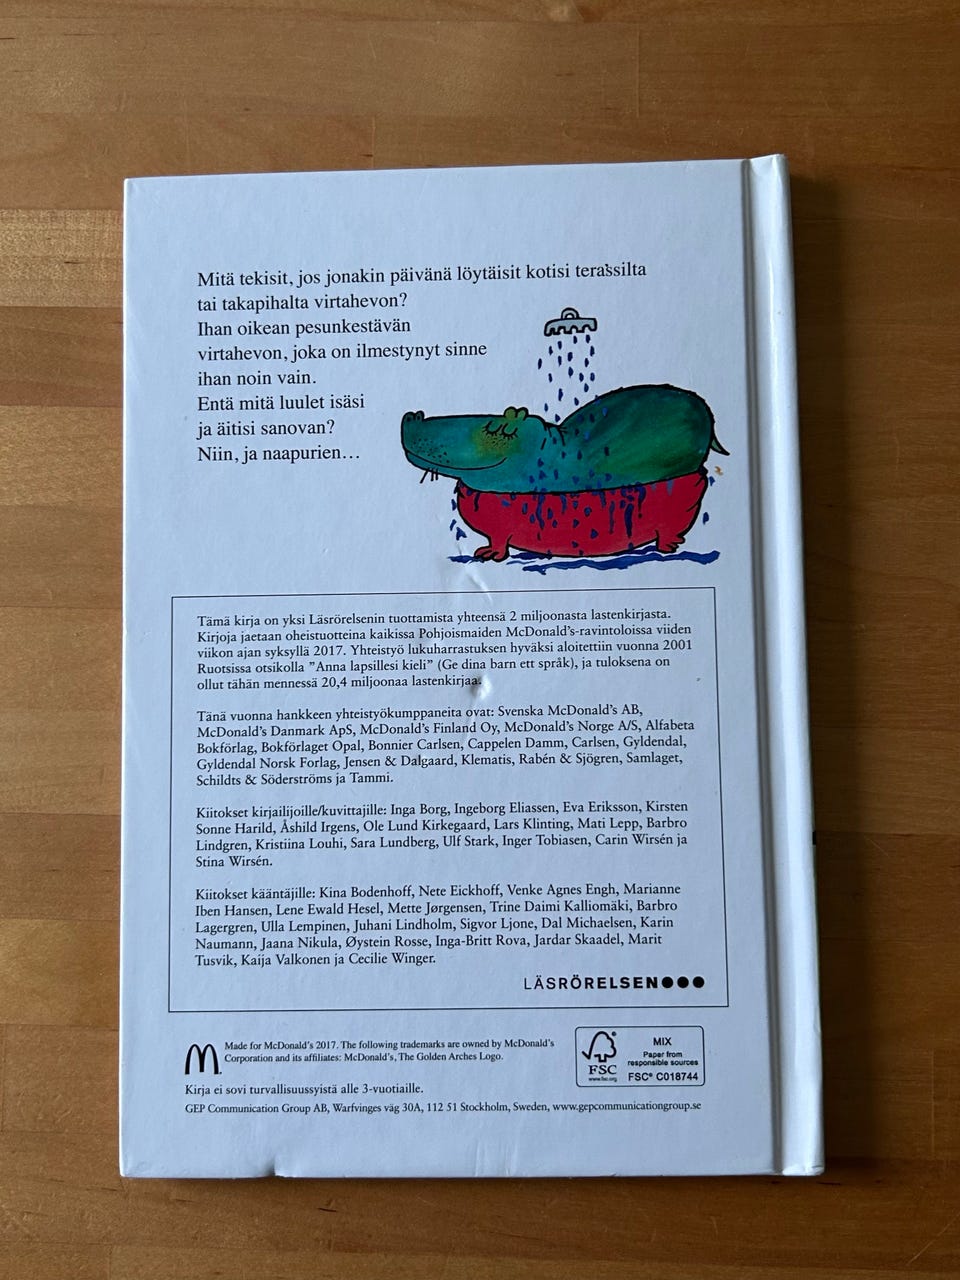 Mitä tekisit, jos jonakin päivänä löytäisit kotisi terassilta
tai takapihalta virtahevon?
Ihan oikean pesunkestävän
virtahevon, joka on ilmestynyt sinne
ihan noin vain.
Entä mitä luulet isäsi
ja äitisi sanovan?
Niin, ja naapurien…
Tämä kirja on yksi Läsrörelsenin tuottamista yhteensä 2 miljoonasta lastenkirjasta.
Kirjoja jaetaan oheistuotteina kaikissa Pohjoismaiden McDonald's-ravintoloissa viiden
viikon ajan syksyllä 2017. Yhteistyö lukuharrastuksen hyväksi aloitettiin vuonna 2001
Ruotsissa otsikolla ”Anna lapsillesi kieli” (Ge dina barn ett språk), ja tuloksena on
ollut tähän mennessä 20,4 miljoonaa lastenkirjaa.
Tänä vuonna hankkeen yhteistyökumppaneita ovat: Svenska McDonald's AB,
McDonald's Danmark ApS, McDonald's Finland Oy, McDonald's Norge A/S, Alfabeta
Bokförlag, Bokförlaget Opal, Bonnier Carlsen, Cappelen Damm, Carlsen, Gyldendal,
Gyldendal Norsk Forlag, Jensen & Dalgaard, Klematis, Rabén & Sjögren, Samlaget,
Schildts & Söderströms ja Tammi.
Kiitokset kirjailijoille/kuvittajille: Inga Borg, Ingeborg Eliassen, Eva Eriksson, Kirsten
Sonne Harild, Åshild Irgens, Ole Lund Kirkegaard, Lars Klinting, Mati Lepp, Barbro
Lindgren, Kristiina Louhi, Sara Lundberg, Ulf Stark, Inger Tobiasen, Carin Wirsén ja
Stina Wirsén.
Kiitokset kääntäjille: Kina Bodenhoff, Nete Eickhoff, Venke Agnes Engh, Marianne
Iben Hansen, Lene Ewald Hesel, Mette Jørgensen, Trine Daimi Kalliomäki, Barbro
Lagergren, Ulla Lempinen, Juhani Lindholm, Sigvor Ljone, Dal Michaelsen, Karin
Naumann, Jaana Nikula, Øystein Rosse, Inga-Britt Rova, Jardar Skaadel, Marit
Tusvik, Kaija Valkonen ja Cecilie Winger.
LÄSRÖRELSEN●●●
Made for McDonald's 2017. The following trademarks are owned by McDonald's
Corporation and its affiliates: McDonald's, The Golden Arches Logo.
FSC
www.fsc.org
MIX
Paper from
responsible sources
FSC® C018744
Kirja ei sovi turvallisuussyistä alle 3-vuotiaille.
GEP Communication Group AB, Warfvinges väg 30A, 112 51 Stockholm, Sweden, www.gepcommunicationgroup.se